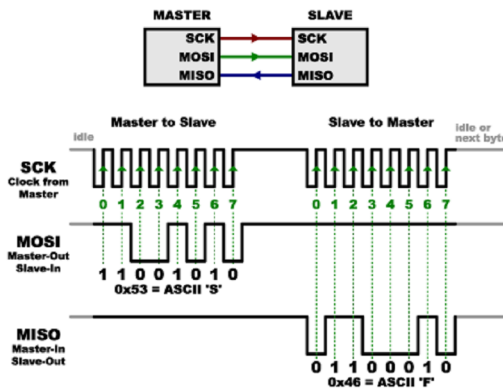 MASTER SLAVE
SCK SCK
MOSI MOSI
MISO MISO
Master to Slave Slave to Master
idle idle or
next byte
SCK
Clock from
Master
0 1 2 3 4 5 6 7 0 1 2 3 4 5 6 7
MOSI
Master-Out
Slave-In
1 1 0 0 1 0 1 0
0x53 = ASCII 'S'
MISO
Master-In
Slave-Out
0 1 1 0 0 0 1 0
0x46 = ASCII 'F'